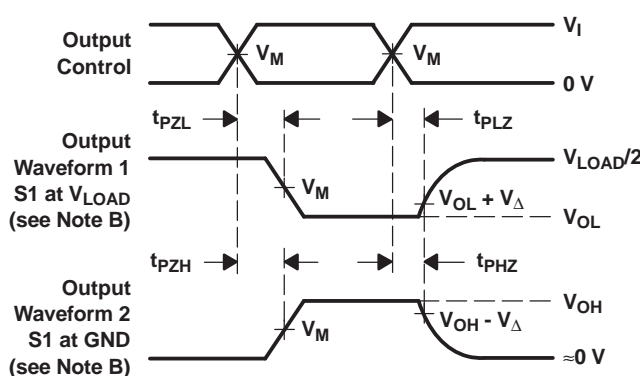 Output
Control
V_I
V_M
V_M
0 V
t_PZL
t_PLZ
Output
Waveform 1
S1 at V_LOAD
(see Note B)
V_LOAD/2
V_M
V_OL + V_Δ
V_OL
t_PZH
t_PHZ
Output
Waveform 2
S1 at GND
(see Note B)
V_OH
V_M
V_OH - V_Δ
≈0 V